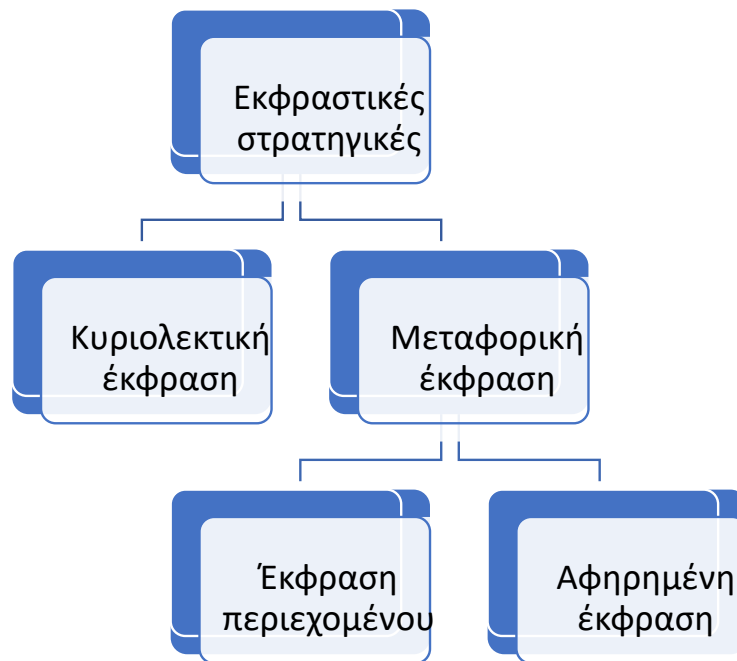 Εκφραστικές
στρατηγικές
Κυριολεκτική
έκφραση
Μεταφορική
έκφραση
Έκφραση
περιεχομένου
Αφηρημένη
έκφραση